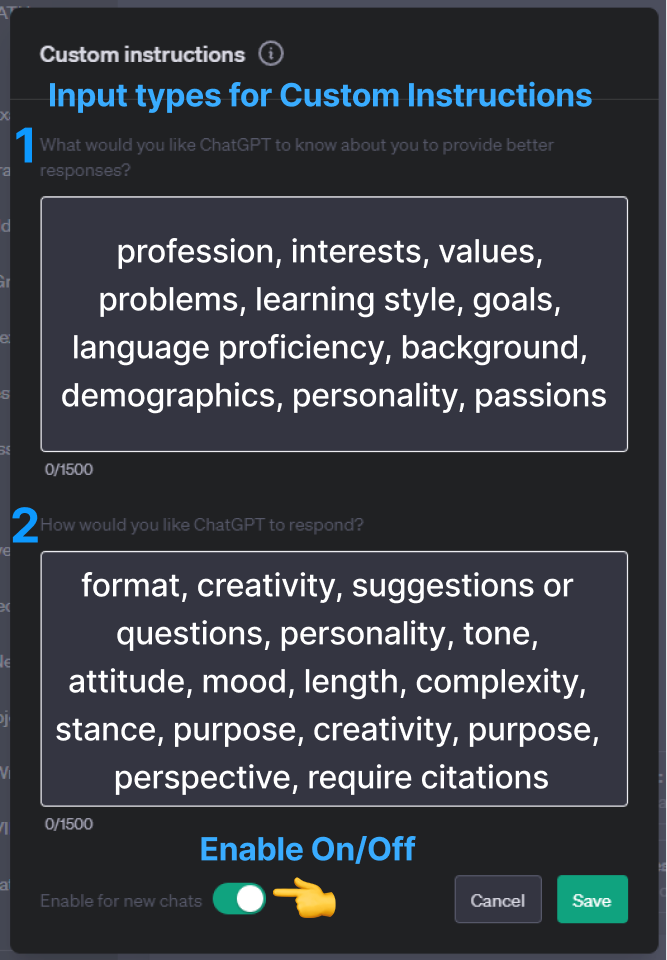 Custom instructions
Input types for Custom Instructions
1
What would you like ChatGPT to know about you to provide better
responses?
profession, interests, values,
problems, learning style, goals,
language proficiency, background,
demographics, personality, passions
0/1500
2
How would you like ChatGPT to respond?
format, creativity, suggestions or
questions, personality, tone,
attitude, mood, length, complexity,
stance, purpose, creativity, purpose,
perspective, require citations
0/1500
Enable On/Off
Enable for new chats
Cancel
Save